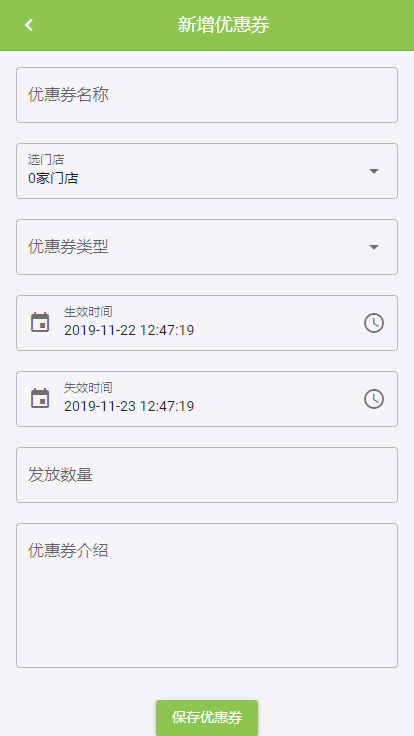 新增优惠券
优惠券名称
选门店
0家门店
优惠券类型
生效时间
2019-11-22 12:47:19
失效时间
2019-11-23 12:47:19
发放数量
优惠券介绍
保存优惠券